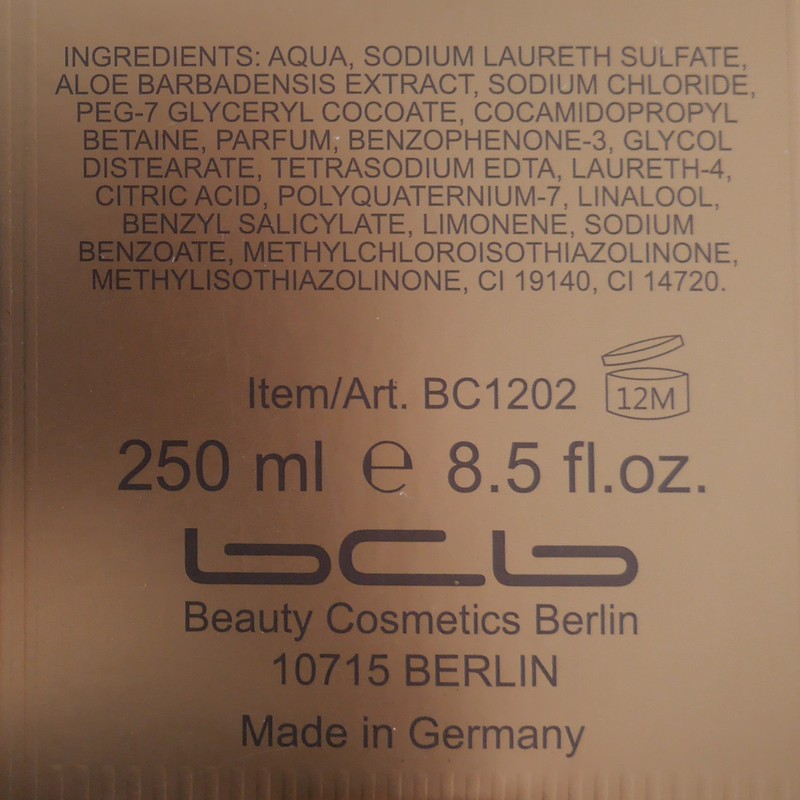 INGREDIENTS: AQUA, SODIUM LAURETH SULFATE,
ALOE BARBADENSIS EXTRACT, SODIUM CHLORIDE,
PEG-7 GLYCERYL COCOATE, COCAMIDOPROPYL
BETAINE, PARFUM, BENZOPHENONE-3, GLYCOL
DISTEARATE, TETRASODIUM EDTA, LAURETH-4,
CITRIC ACID, POLYQUATERNIUM-7, LINALOOL,
BENZYL SALICYLATE, LIMONENE, SODIUM
BENZOATE, METHYLCHLOROISOTHIAZOLINONE,
METHYLISOTHIAZOLINONE, CI 19140, CI 14720.
Item/Art. BC1202 12M
250 ml e 8.5 fl.oz.
bcb
Beauty Cosmetics Berlin
10715 BERLIN
Made in Germany